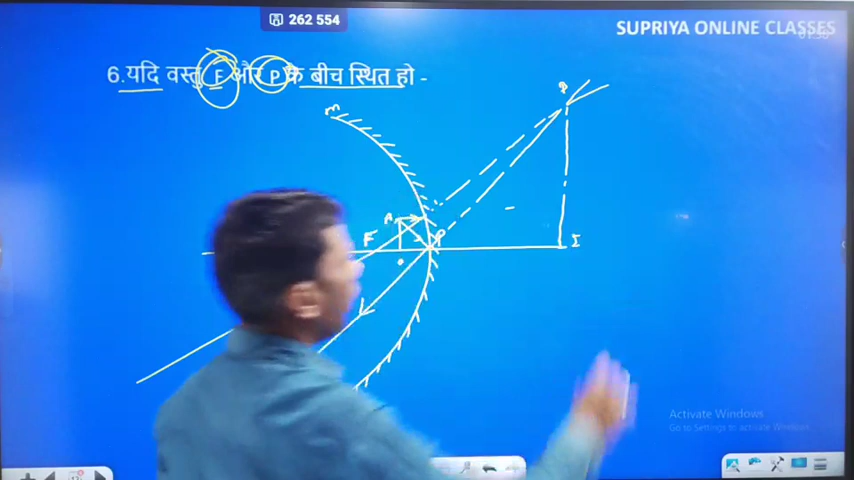 262 554
SUPRIYA ONLINE CLASSES
6.यदि वस्तु F और P के बीच स्थित हो -
m
A
F
P
I
Activate Windows
Go to Settings to activate Windows.